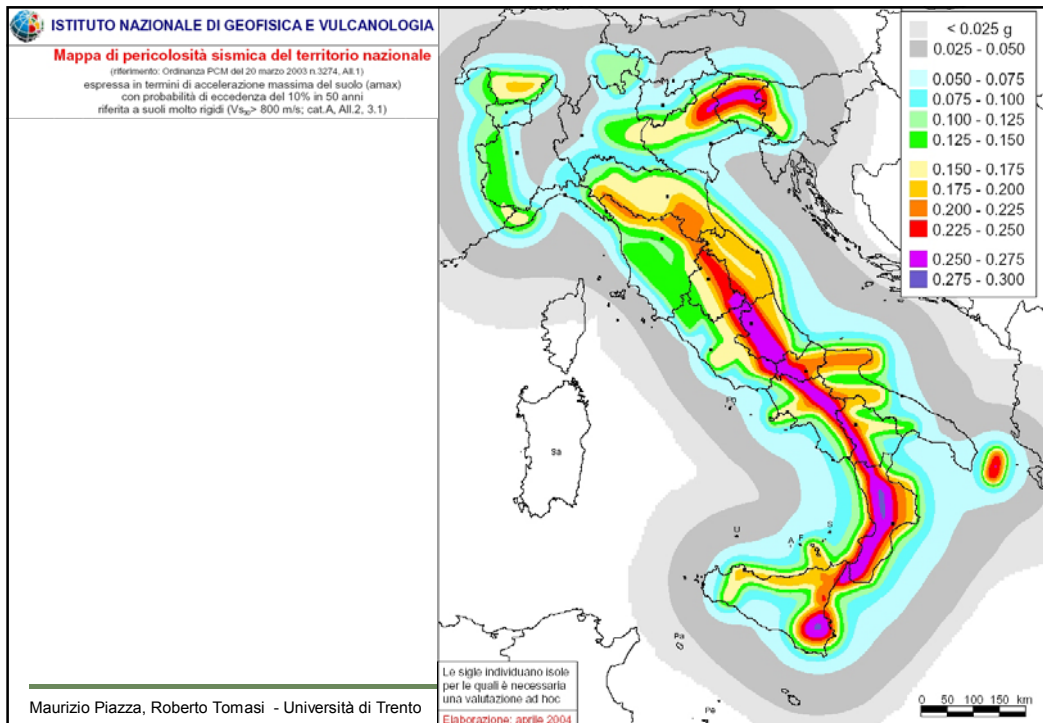 ISTITUTO NAZIONALE DI GEOFISICA E VULCANOLOGIA
Mappa di pericolosità sismica del territorio nazionale
(riferimento: Ordinanza PCM del 20 marzo 2003 n.3274, All.1)
espressa in termini di accelerazione massima del suolo (amax)
con probabilità di eccedenza del 10% in 50 anni
riferita a suoli molto rigidi (Vs30> 800 m/s; cat.A, All.2, 3.1)
< 0.025 g
0.025 - 0.050
0.050 - 0.075
0.075 - 0.100
0.100 - 0.125
0.125 - 0.150
0.150 - 0.175
0.175 - 0.200
0.200 - 0.225
0.225 - 0.250
0.250 - 0.275
0.275 - 0.300
Sa
U
A
F
S
Pa
Pe
Le sigle individuano isole
per le quali è necessaria
una valutazione ad hoc
Elaborazione: aprile 2004
0 50 100 150 km
Maurizio Piazza, Roberto Tomasi - Università di Trento